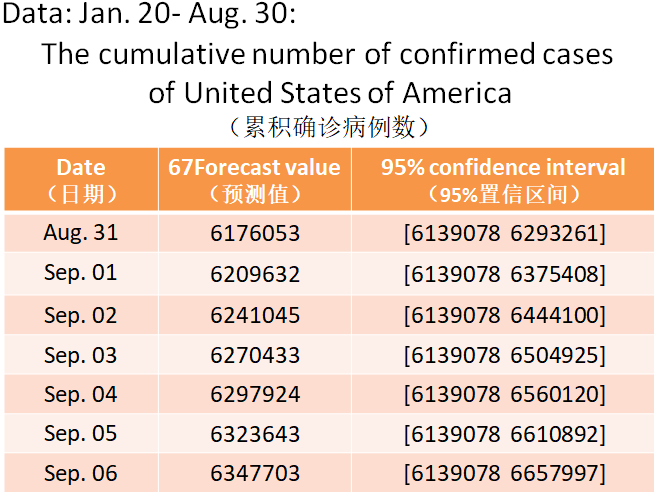 Data: Jan. 20- Aug. 30:
The cumulative number of confirmed cases
of United States of America
（累积确诊病例数）
Date 67Forecast value 95% confidence interval
（日期） （预测值） （95%置信区间）
Aug. 31 6176053 [6139078 6293261]
Sep. 01 6209632 [6139078 6375408]
Sep. 02 6241045 [6139078 6444100]
Sep. 03 6270433 [6139078 6504925]
Sep. 04 6297924 [6139078 6560120]
Sep. 05 6323643 [6139078 6610892]
Sep. 06 6347703 [6139078 6657997]